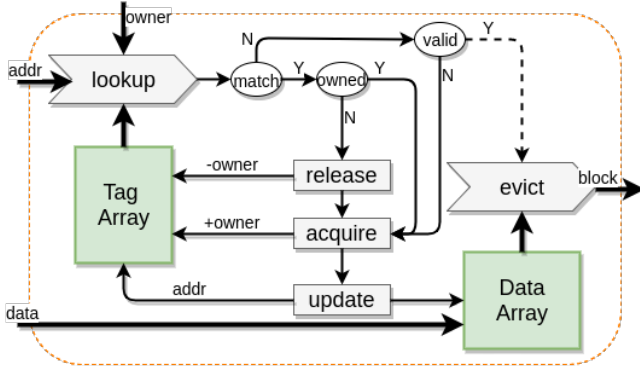 owner
N
valid
Y
addr
lookup
match
Y
owned
Y
N
N
Tag
Array
-owner
release
evict
block
+owner
acquire
addr
update
Data
Array
data